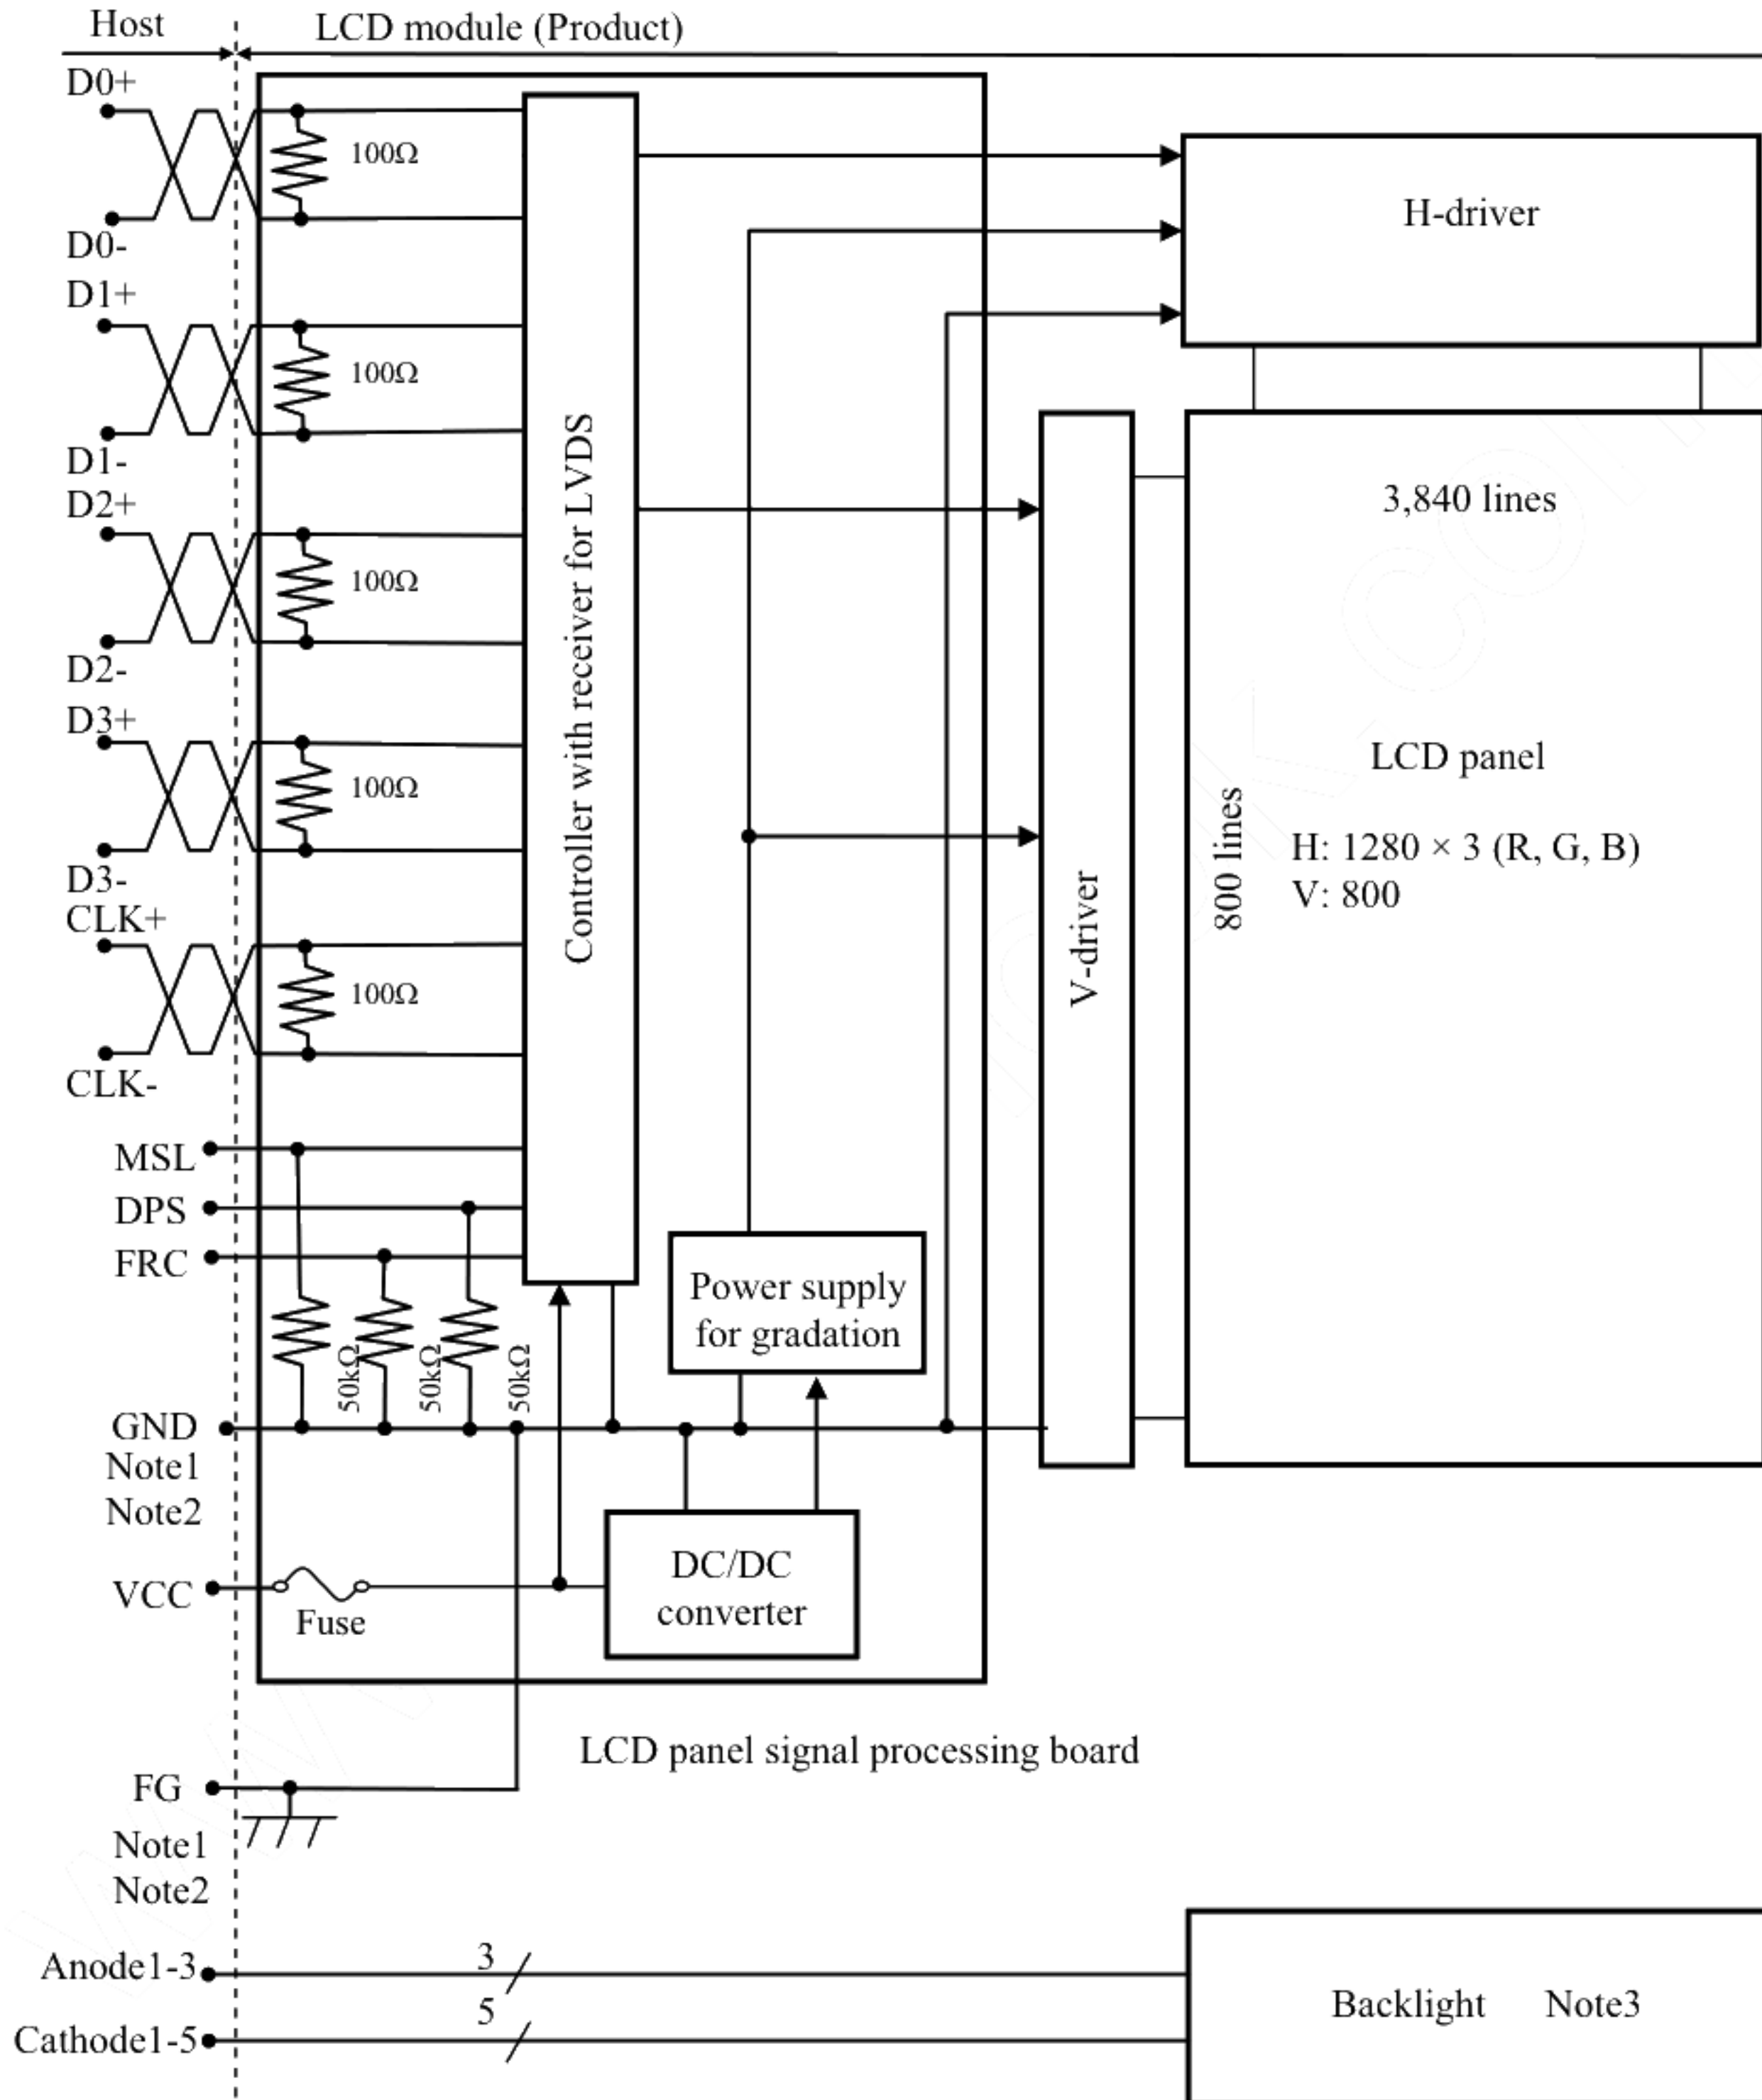 Host
LCD module (Product)
D0+
100Ω
D0-
H-driver
D1+
100Ω
D1-
D2+
100Ω
D2-
D3+
100Ω
D3-
CLK+
100Ω
CLK-
Controller with receiver for LVDS
V-driver
3,840 lines
800 lines
LCD panel
H: 1280 × 3 (R, G, B)
V: 800
MSL
DPS
FRC
50kΩ
50kΩ
50kΩ
Power supply
for gradation
GND
Note1
Note2
VCC
Fuse
DC/DC
converter
LCD panel signal processing board
FG
Note1
Note2
Anode1-3
3
Cathode1-5
5
Backlight Note3